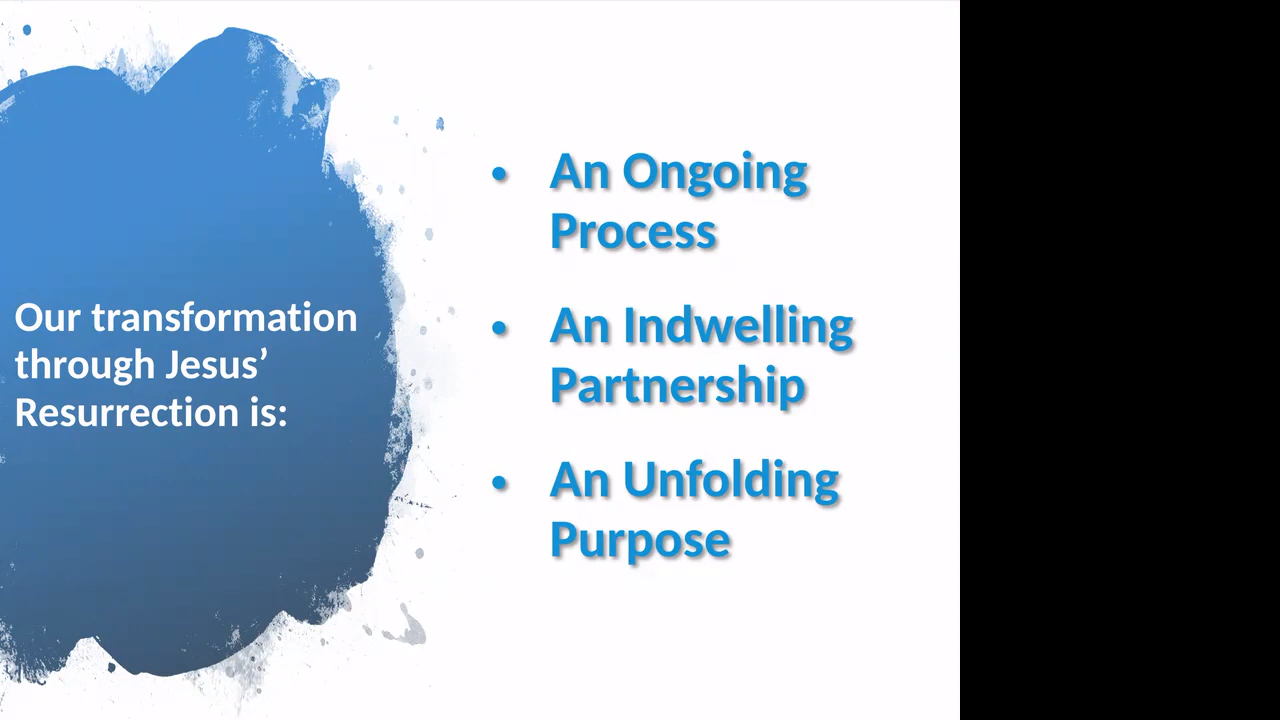 Our transformation
through Jesus’
Resurrection is:
• An Ongoing
Process
• An Indwelling
Partnership
• An Unfolding
Purpose